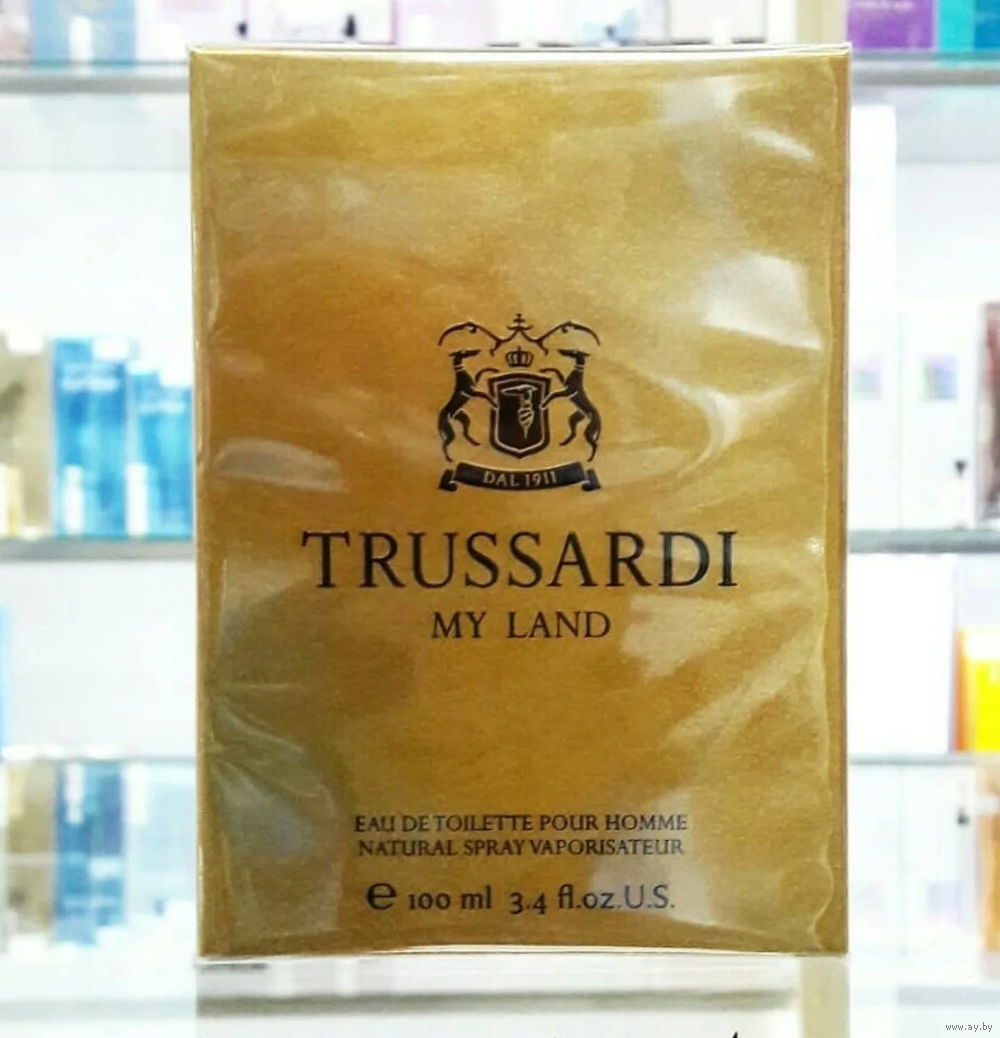 DAL 1911
TRUSSARDI
MY LAND
EAU DE TOILETTE POUR HOMME
NATURAL SPRAY VAPORISATEUR
e 100 ml 3.4 fl.oz.U.S.
www.ay.by